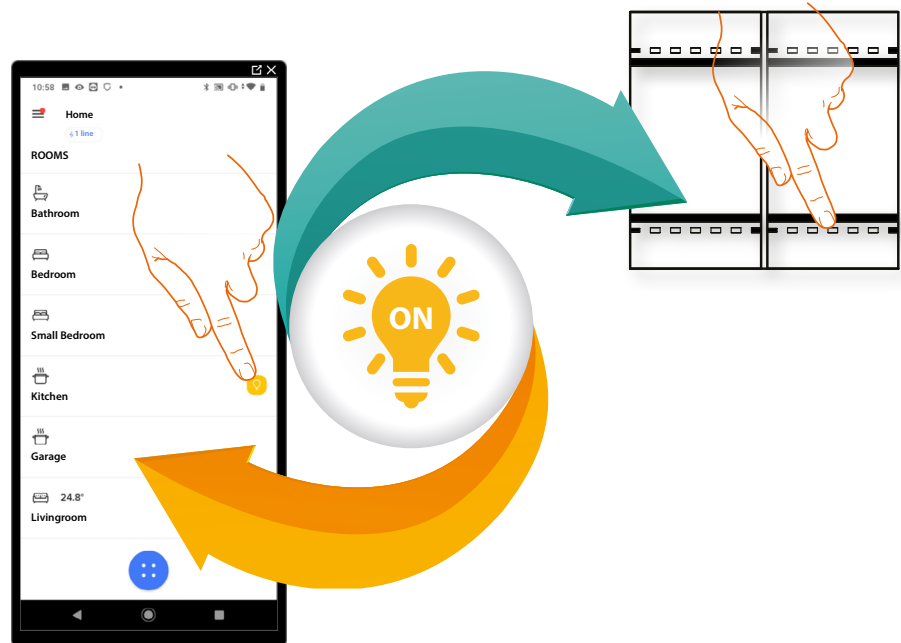 10:58
Home
1 line
ROOMS
Bathroom
Bedroom
Small Bedroom
Kitchen
Garage
24.8°
Livingroom
ON